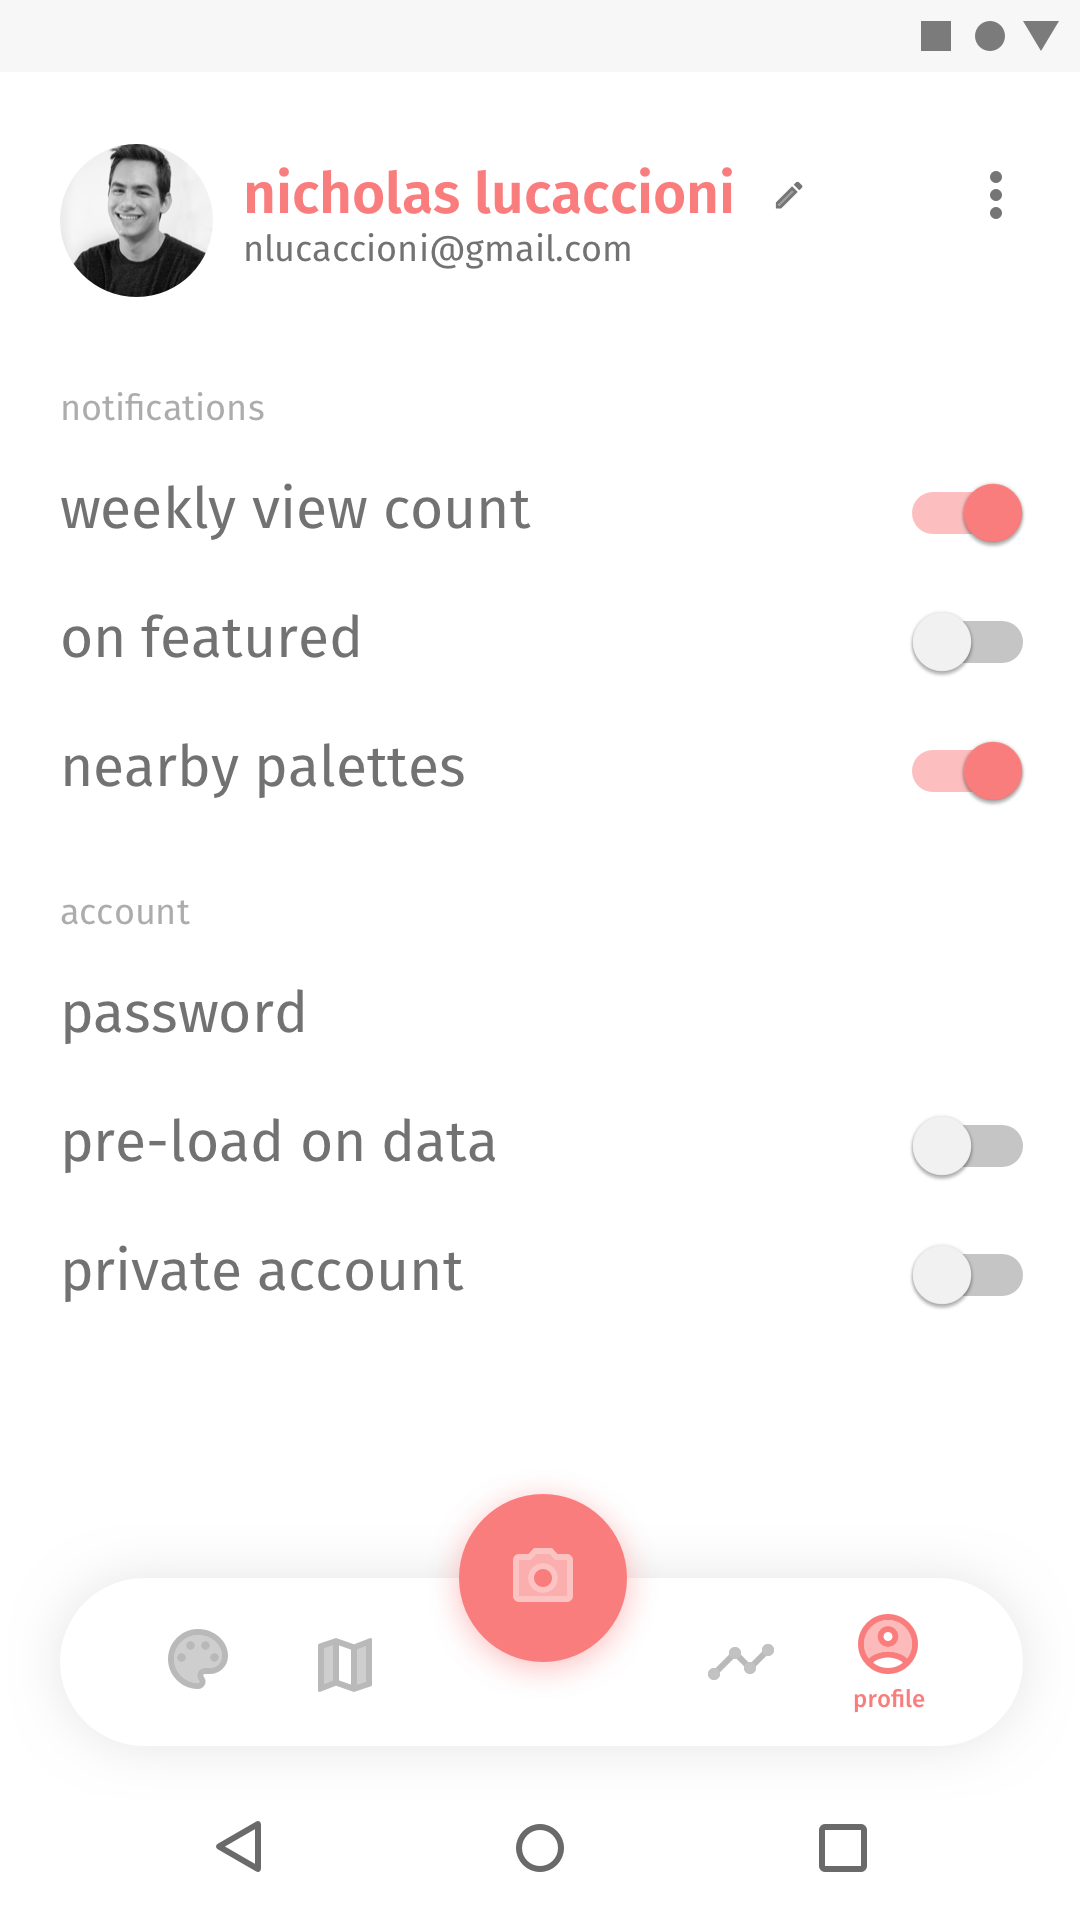 nicholas lucaccioni
nlucaccioni@gmail.com
notifications
weekly view count
on featured
nearby palettes
account
password
pre-load on data
private account
profile